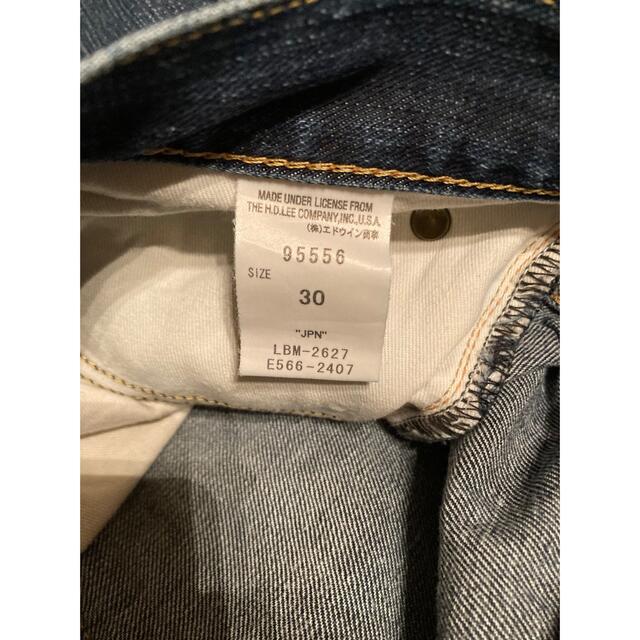 MADE UNDER LICENSE FROM
THE H.D.LEE COMPANY,INC.,U.S.A.
(株)エドウイン商事
95556
SIZE
30
"JPN"
LBM-2627
E566-2407